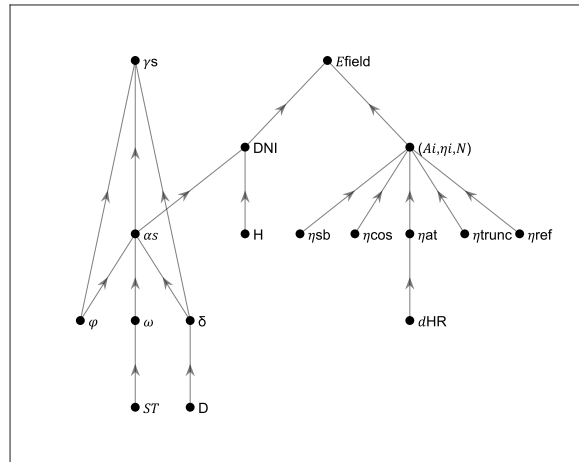 γs
Efield
DNI
(Ai,ηi,N)
αs
H
ηsb
ηcos
ηat
ηtrunc
ηref
φ
ω
δ
dHR
ST
D